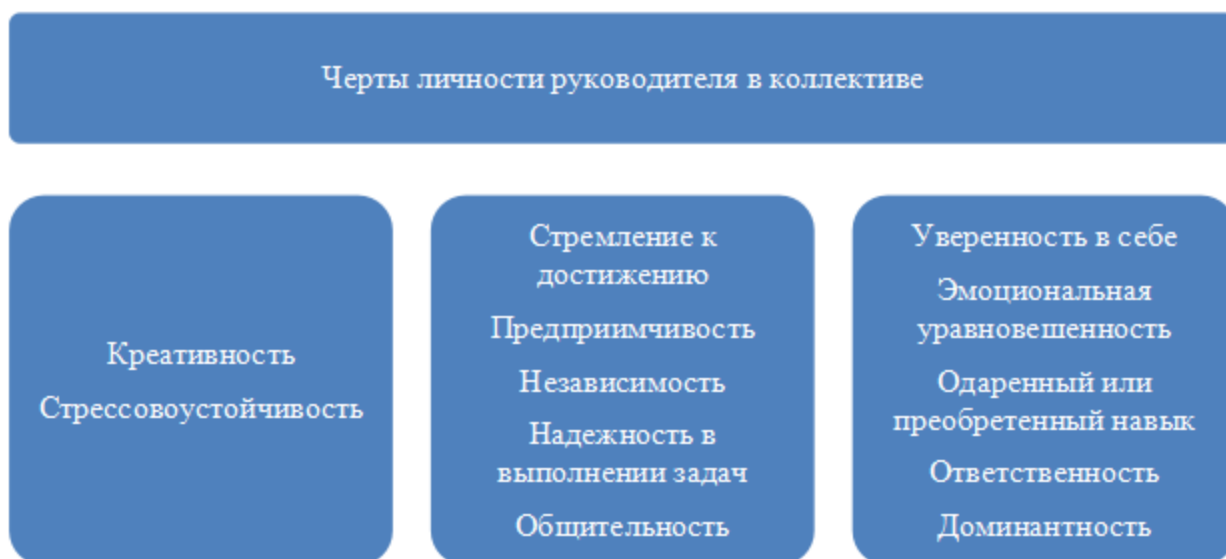 Черты личности руководителя в коллективе
Креативность
Стрессовоустойчивость
Стремление к
достижению
Предприимчивость
Независимость
Надежность в
выполнении задач
Общительность
Уверенность в себе
Эмоциональная
уравновешенность
Одаренный или
преобретенный навык
Ответственность
Доминантность